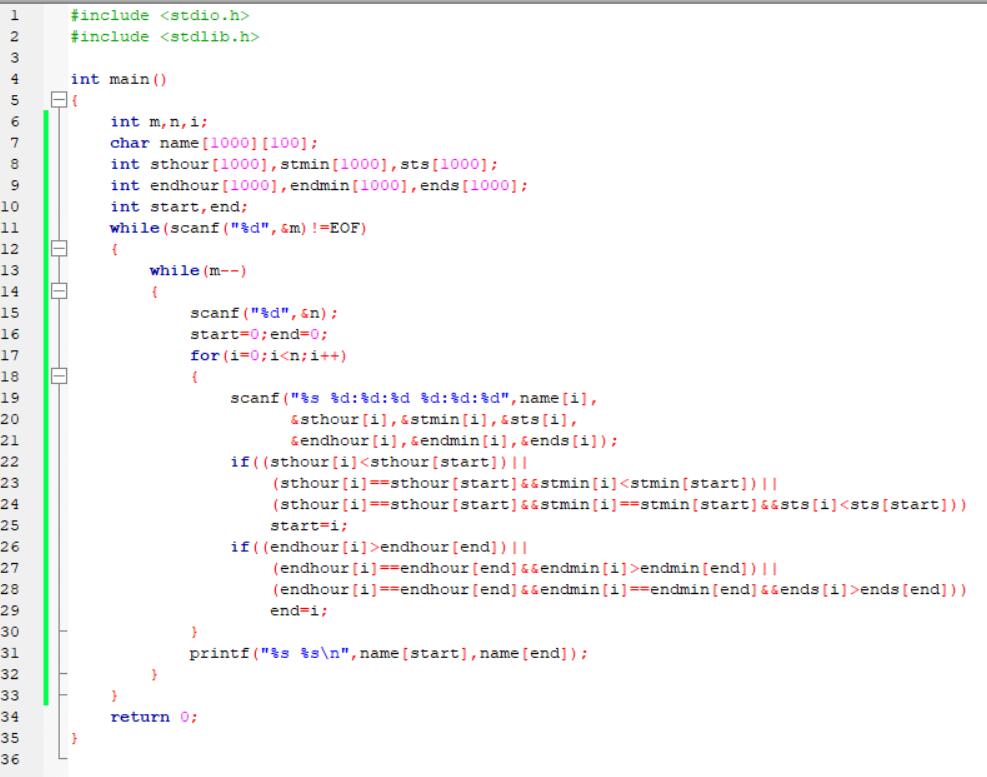 1 #include <stdio.h>
2 #include <stdlib.h>
3
4 int main()
5 {
6 int m,n,i;
7 char name[1000][100];
8 int sthour[1000],stmin[1000],sts[1000];
9 int endhour[1000],endmin[1000],ends[1000];
10 int start,end;
11 while(scanf("%d",&m)!=EOF)
12 {
13 while(m--)
14 {
15 scanf("%d",&n);
16 start=0;end=0;
17 for(i=0;i<n;i++)
18 {
19 scanf("%s %d:%d:%d %d:%d:%d",name[i],
20 &sthour[i],&stmin[i],&sts[i],
21 &endhour[i],&endmin[i],&ends[i]);
22 if((sthour[i]<sthour[start])||
23 (sthour[i]==sthour[start]&&stmin[i]<stmin[start])||
24 (sthour[i]==sthour[start]&&stmin[i]==stmin[start]&&sts[i]<sts[start]))
25 start=i;
26 if((endhour[i]>endhour[end])||
27 (endhour[i]==endhour[end]&&endmin[i]>endmin[end])||
28 (endhour[i]==endhour[end]&&endmin[i]==endmin[end]&&ends[i]>ends[end]))
29 end=i;
30 }
31 printf("%s %s\n",name[start],name[end]);
32 }
33 }
34 return 0;
35 }
36